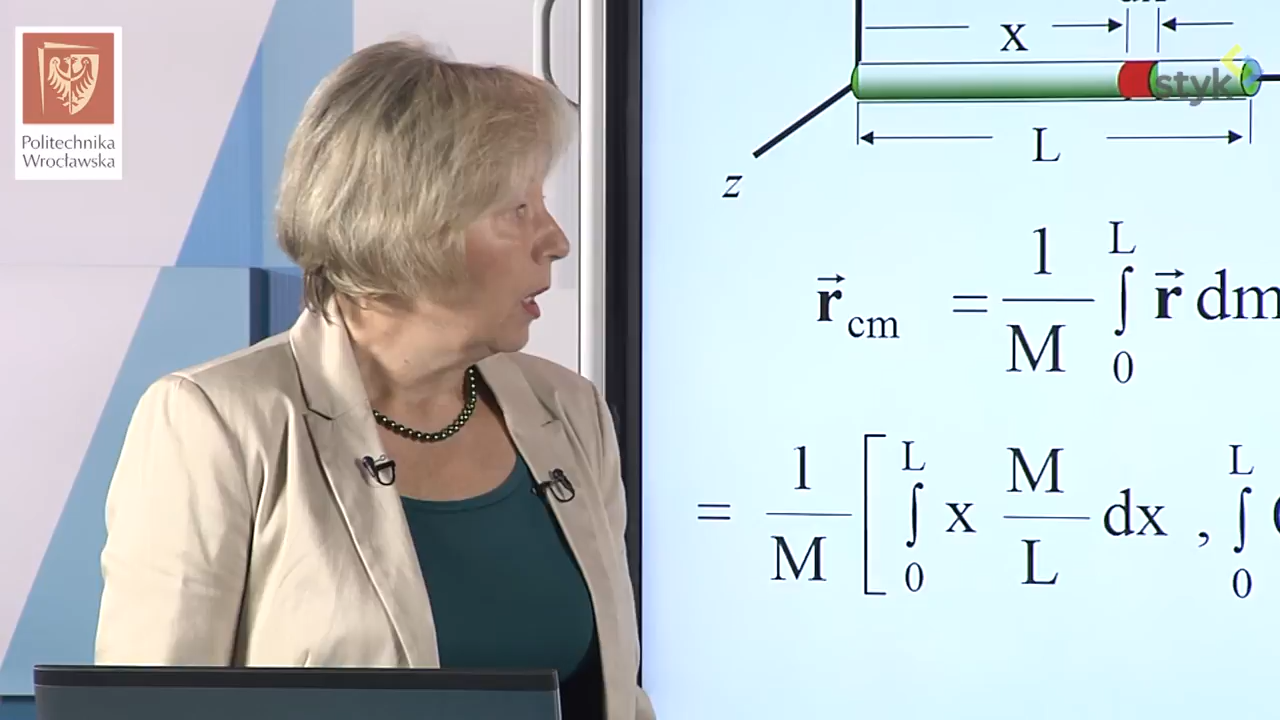 Politechnika
Wrocławska
x
styk
L
z
r⃗cm = 1/M ∫₀ᴸ r⃗ dm
= 1/M [ ∫₀ᴸ x M/L dx , ∫₀ᴸ